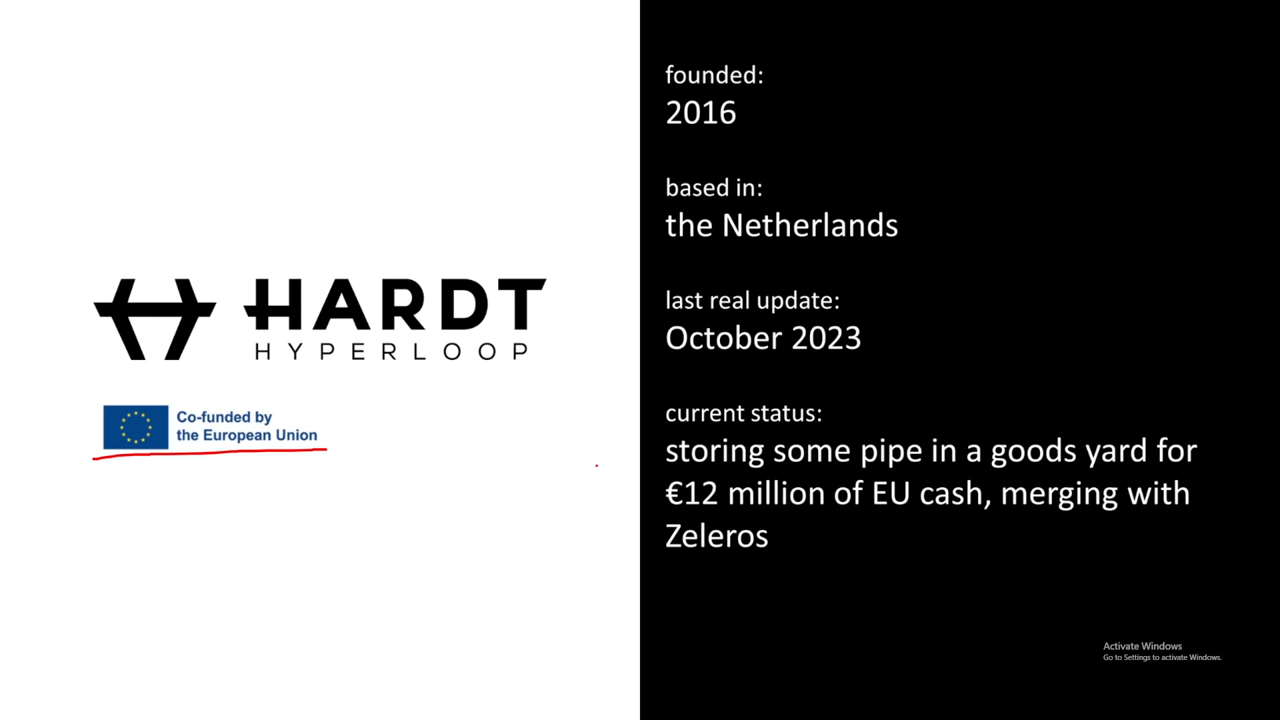 HARDT
HYPERLOOP
Co-funded by
the European Union
founded:
2016
based in:
the Netherlands
last real update:
October 2023
current status:
storing some pipe in a goods yard for
€12 million of EU cash, merging with
Zeleros
Activate Windows
Go to Settings to activate Windows.